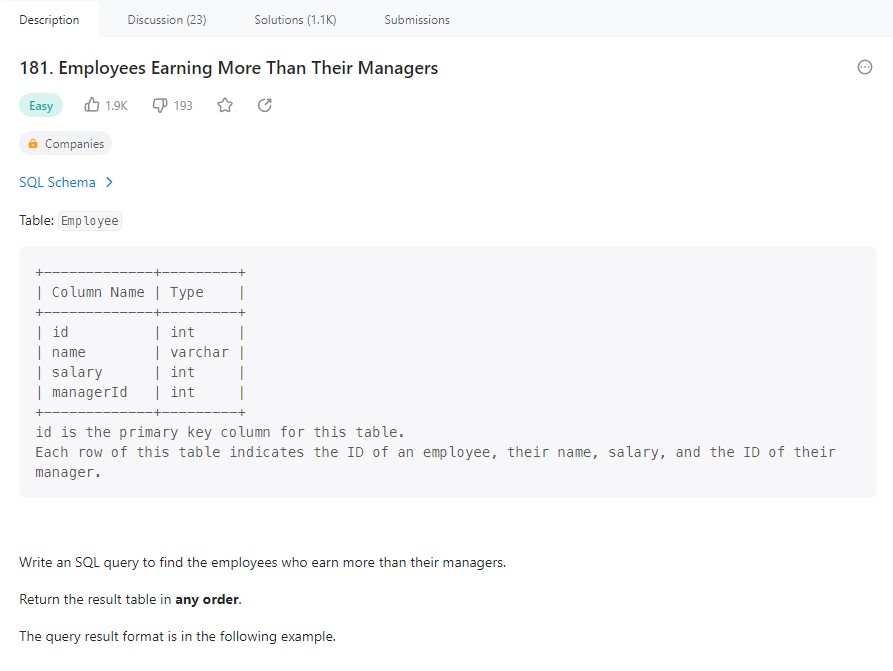 Description Discussion (23) Solutions (1.1K) Submissions
181. Employees Earning More Than Their Managers
Easy 1.9K 193
Companies
SQL Schema
Table: Employee
+-------------+---------+
| Column Name | Type    |
+-------------+---------+
| id          | int     |
| name        | varchar |
| salary      | int     |
| managerId   | int     |
+-------------+---------+
id is the primary key column for this table.
Each row of this table indicates the ID of an employee, their name, salary, and the ID of their
manager.
Write an SQL query to find the employees who earn more than their managers.
Return the result table in any order.
The query result format is in the following example.